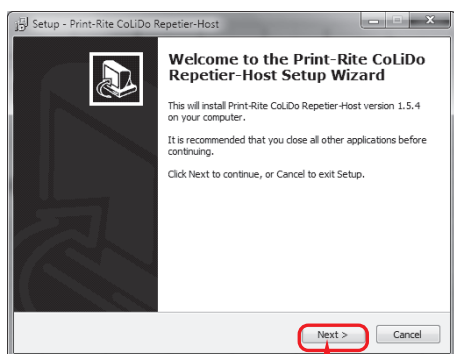 Setup - Print-Rite CoLiDo Repetier-Host
Welcome to the Print-Rite CoLiDo
Repetier-Host Setup Wizard
This will install Print-Rite CoLiDo Repetier-Host version 1.5.4
on your computer.
It is recommended that you close all other applications before
continuing.
Click Next to continue, or Cancel to exit Setup.
Next >
Cancel